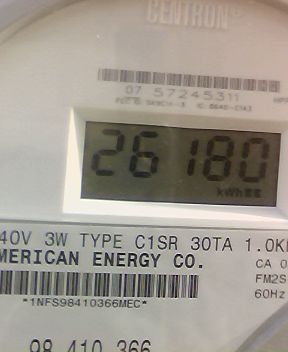 CENTRON
07 57245311
26180
kWh
40V 3W TYPE C1SR 30TA 1.0K
MERICAN ENERGY CO.
CA 0
FM2S
60Hz
*1NFS98410366MEC*
98 410 366